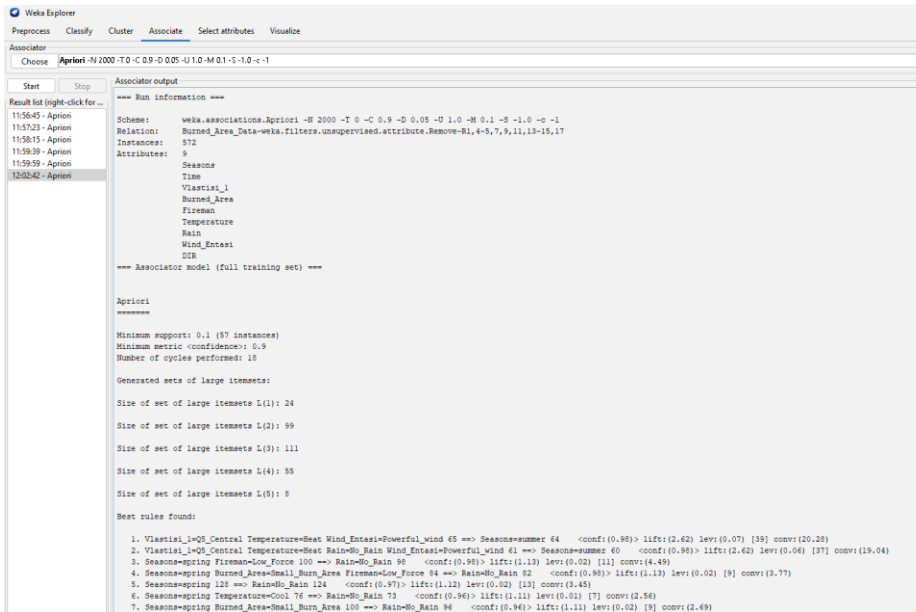 Weka Explorer
Preprocess Classify Cluster Associate Select attributes Visualize
Associator
Choose Apriori -N 2000 -T 0 -C 0.9 -D 0.05 -U 1.0 -M 0.1 -S -1.0 -c -1
Start Stop
Result list (right-click for ...
11:56:45 - Apriori
11:57:23 - Apriori
11:58:15 - Apriori
11:59:39 - Apriori
11:59:59 - Apriori
12:02:42 - Apriori
Associator output
=== Run information ===
Scheme: weka.associations.Apriori -N 2000 -T 0 -C 0.9 -D 0.05 -U 1.0 -M 0.1 -S -1.0 -c -1
Relation: Burned_Area_Data-weka.filters.unsupervised.attribute.Remove-R1,4-5,7,9,11,13-15,17
Instances: 572
Attributes: 9
Seasons
Time
Vlastisi_1
Burned_Area
Fireman
Temperature
Rain
Wind_Entasi
DIR
=== Associator model (full training set) ===
Apriori
=======
Minimum support: 0.1 (57 instances)
Minimum metric <confidence>: 0.9
Number of cycles performed: 18
Generated sets of large itemsets:
Size of set of large itemsets L(1): 24
Size of set of large itemsets L(2): 99
Size of set of large itemsets L(3): 111
Size of set of large itemsets L(4): 55
Size of set of large itemsets L(5): 8
Best rules found:
1. Vlastisi_1=Q5_Central Temperature=Heat Wind_Entasi=Powerful_wind 65 ==> Seasons=summer 64 <conf:(0.98)> lift:(2.62) lev:(0.07) [39] conv:(20.28)
2. Vlastisi_1=Q5_Central Temperature=Heat Rain=No_Rain Wind_Entasi=Powerful_wind 61 ==> Seasons=summer 60 <conf:(0.98)> lift:(2.62) lev:(0.06) [37] conv:(19.04)
3. Seasons=spring Fireman=Low_Force 100 ==> Rain=No_Rain 98 <conf:(0.98)> lift:(1.13) lev:(0.02) [11] conv:(4.49)
4. Seasons=spring Burned_Area=Small_Burn_Area Fireman=Low_Force 84 ==> Rain=No_Rain 82 <conf:(0.98)> lift:(1.13) lev:(0.02) [9] conv:(3.77)
5. Seasons=spring 128 ==> Rain=No_Rain 124 <conf:(0.97)> lift:(1.12) lev:(0.02) [13] conv:(3.45)
6. Seasons=spring Temperature=Cool 76 ==> Rain=No_Rain 73 <conf:(0.96)> lift:(1.11) lev:(0.01) [7] conv:(2.56)
7. Seasons=spring Burned_Area=Small_Burn_Area 100 ==> Rain=No_Rain 96 <conf:(0.96)> lift:(1.11) lev:(0.02) [9] conv:(2.69)